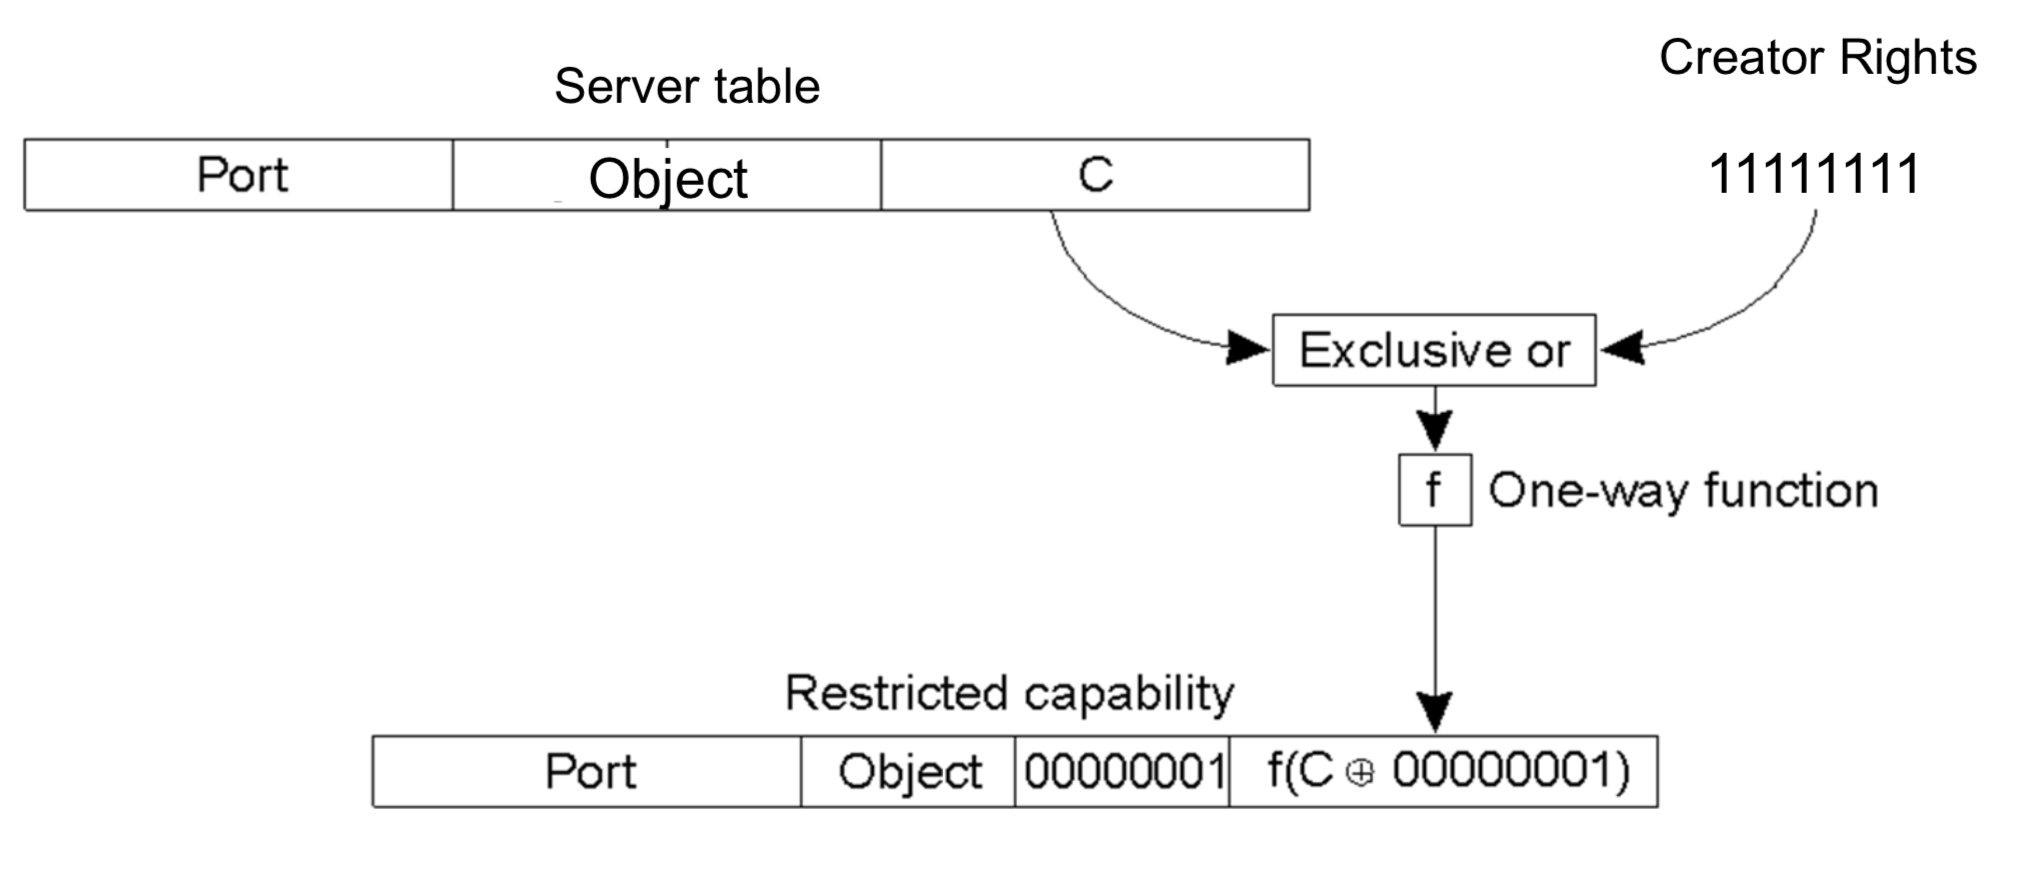 Creator Rights
Server table
Port Object C
11111111
Exclusive or
f One-way function
Restricted capability
Port Object 00000001 f(C ⊕ 00000001)